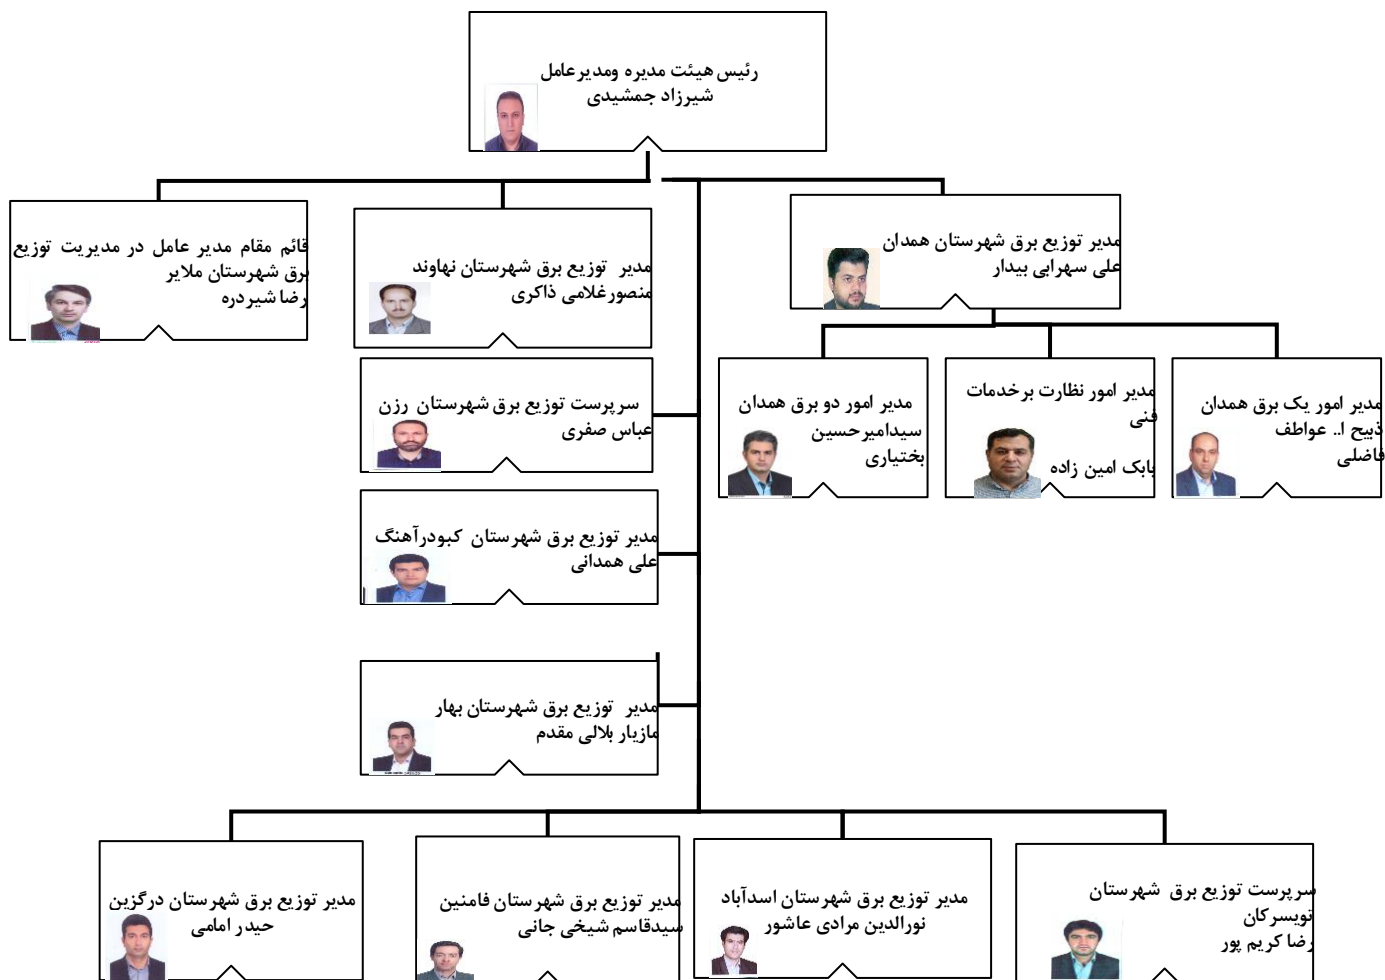 رئیس هیئت مدیره ومدیرعامل
شیرزاد جمشیدی
مدیر توزیع برق شهرستان همدان
علی سهرابی بیدار
مدیر توزیع برق شهرستان نهاوند
منصورغلامی ذاکری
قائم مقام مدیر عامل در مدیریت توزیع
برق شهرستان ملایر
رضا شیردره
مدیر امور یک برق همدان
ذبیح ا.. عواطف
فاضلی
مدیر امور نظارت برخدمات
فنی
بابک امین زاده
مدیر امور دو برق همدان
سیدامیرحسین
بختیاری
سرپرست توزیع برق شهرستان رزن
عباس صفری
مدیر توزیع برق شهرستان کبودرآهنگ
علی همدانی
مدیر توزیع برق شهرستان بهار
مازیار بلالی مقدم
سرپرست توزیع برق شهرستان
تویسرکان
رضا کریم پور
مدیر توزیع برق شهرستان اسدآباد
نورالدین مرادی عاشور
مدیر توزیع برق شهرستان فامنین
سیدقاسم شیخی جانی
مدیر توزیع برق شهرستان درگزین
حیدر امامی